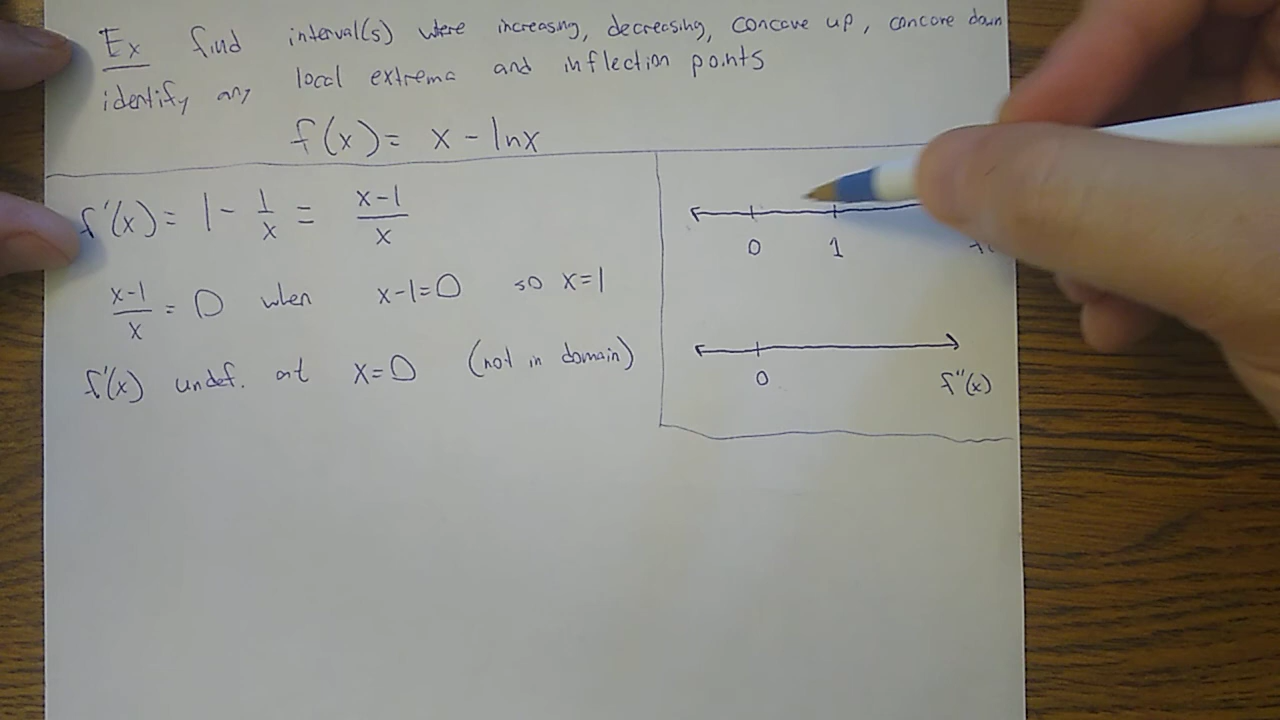 Ex find interval(s) where increasing, decreasing, concave up, concave down
identify any local extrema and inflection points
f(x) = x - lnx
f'(x) = 1 - 1/x = (x-1)/x
(x-1)/x = 0 when x-1=0 so x=1
f'(x) undef. at x=0 (not in domain)
0 1
0 f''(x)